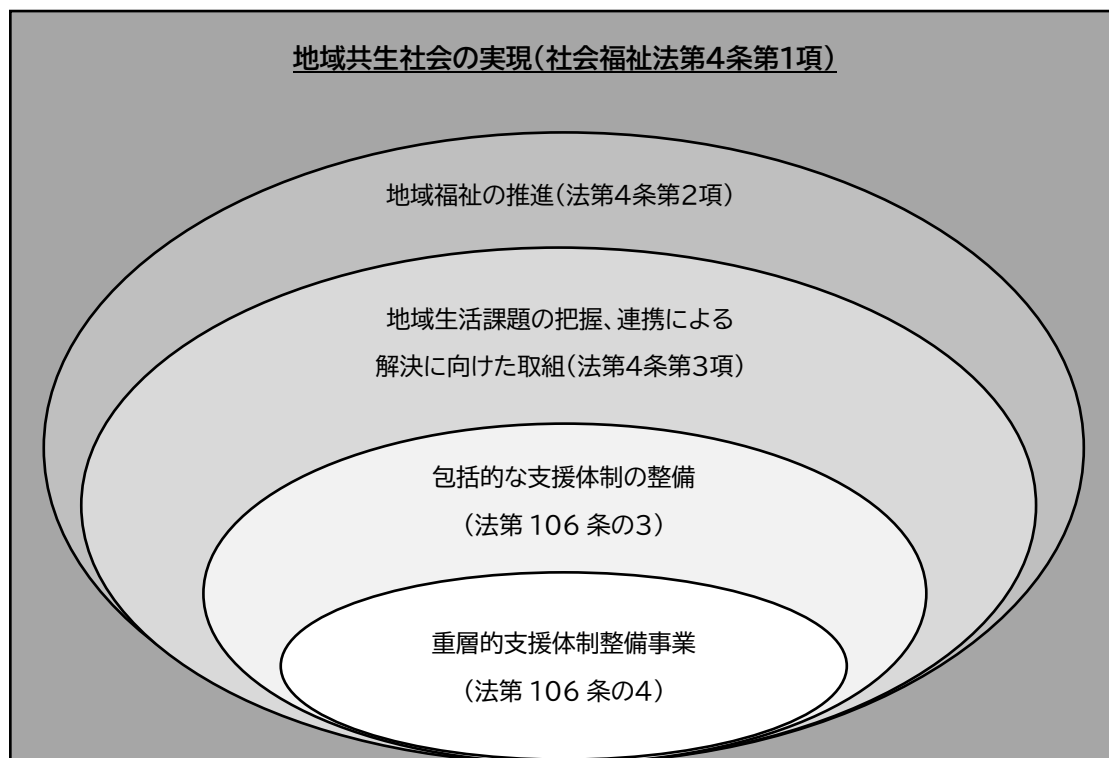 地域共生社会の実現(社会福祉法第4条第1項)
地域福祉の推進(法第4条第2項)
地域生活課題の把握、連携による
解決に向けた取組(法第4条第3項)
包括的な支援体制の整備
(法第 106 条の3)
重層的支援体制整備事業
(法第 106 条の4)